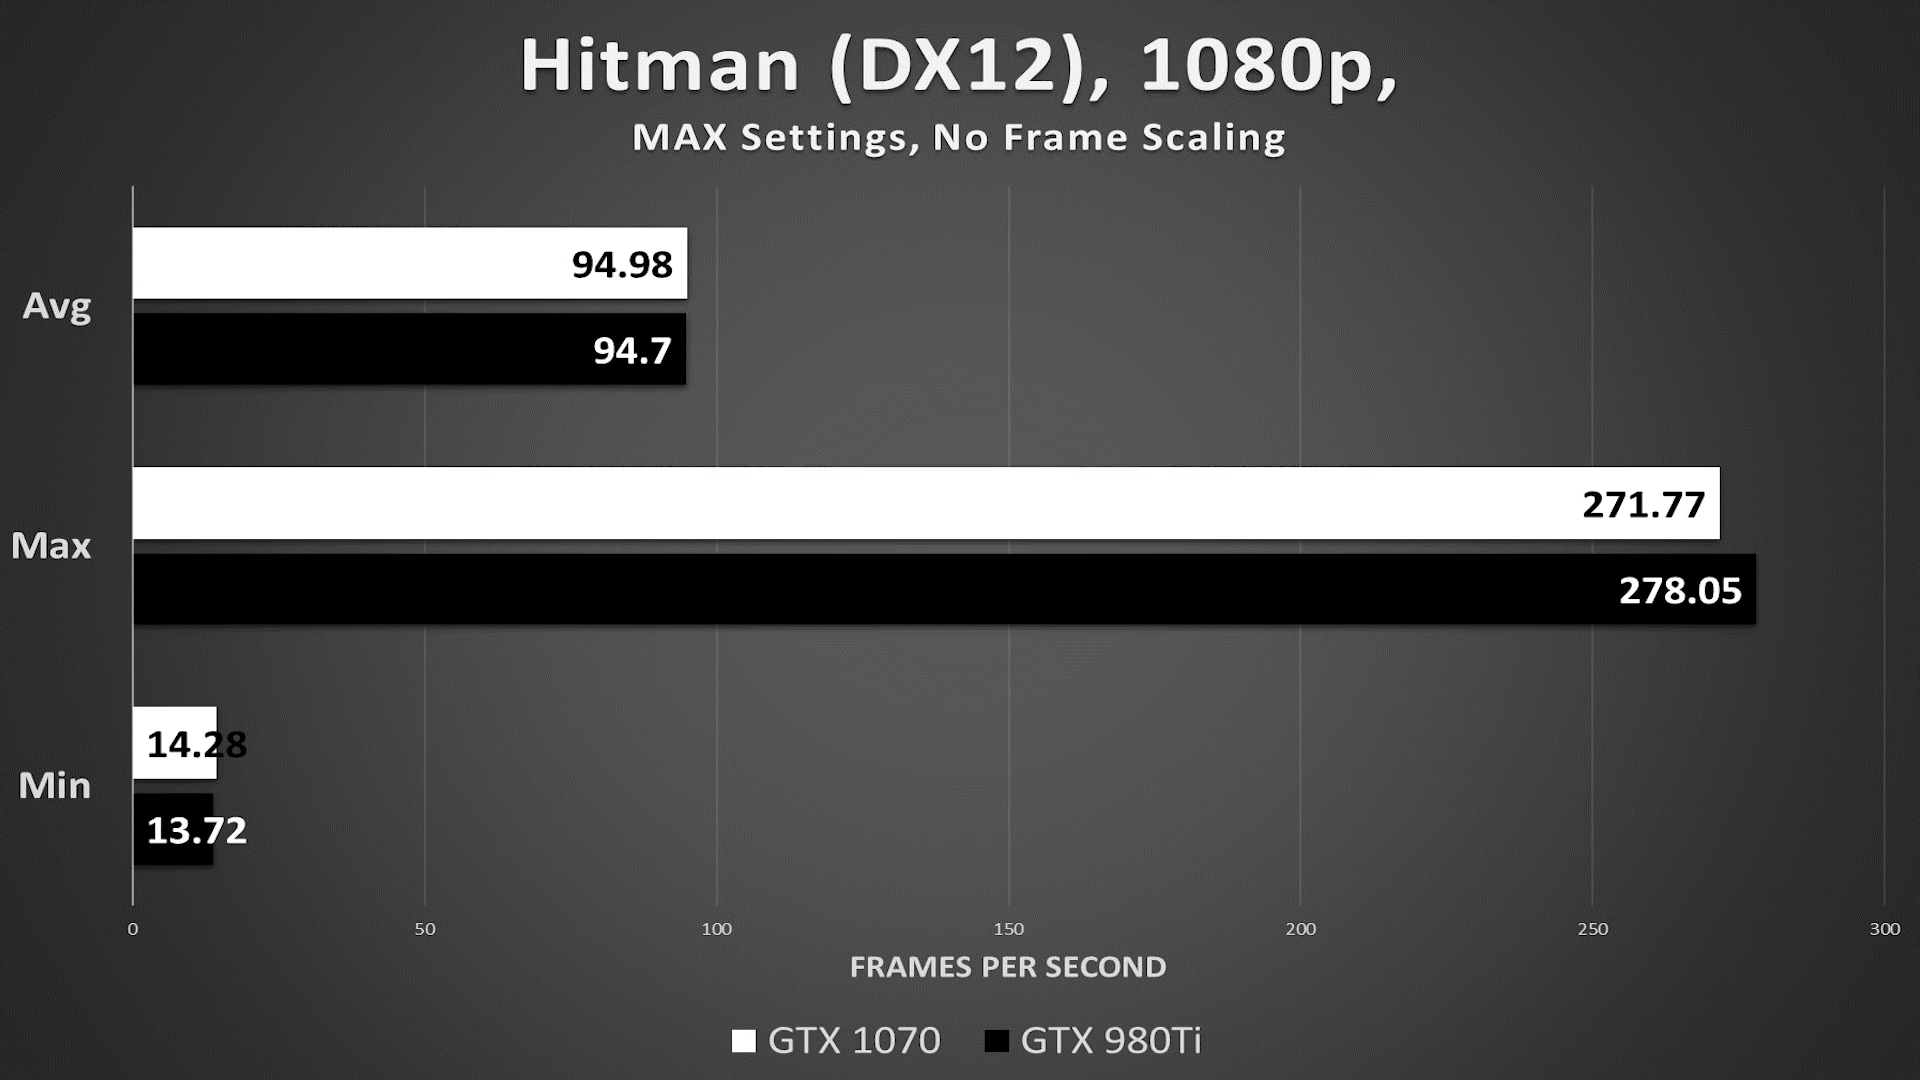 Hitman (DX12), 1080p,
MAX Settings, No Frame Scaling
Avg
94.98
94.7
Max
271.77
278.05
Min
14.28
13.72
0 50 100 150 200 250 300
FRAMES PER SECOND
GTX 1070 GTX 980Ti